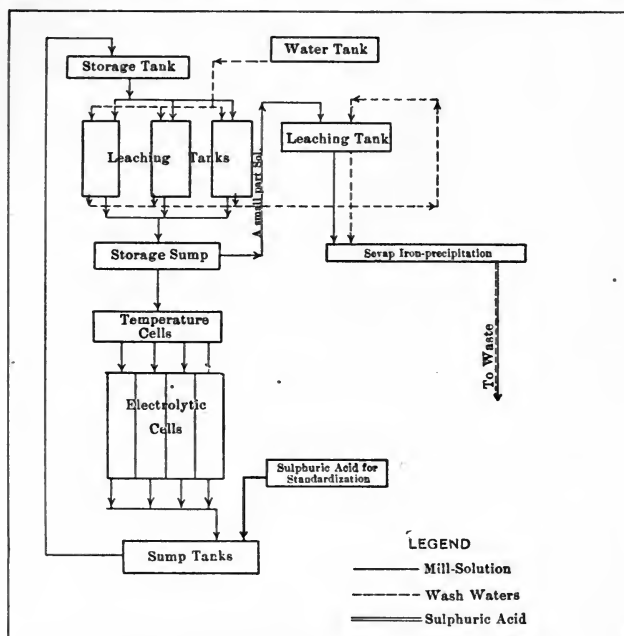 Water Tank
Storage Tank
Leaching Tanks
Leaching Tank
A small part Sol.
Storage Sump
Sevap Iron-precipitation
Temperature
Cells
To Waste
Electrolytic
Cells
Sulphuric Acid for
Standardization
Sump Tanks
LEGEND
Mill-Solution
Wash Waters
Sulphuric Acid